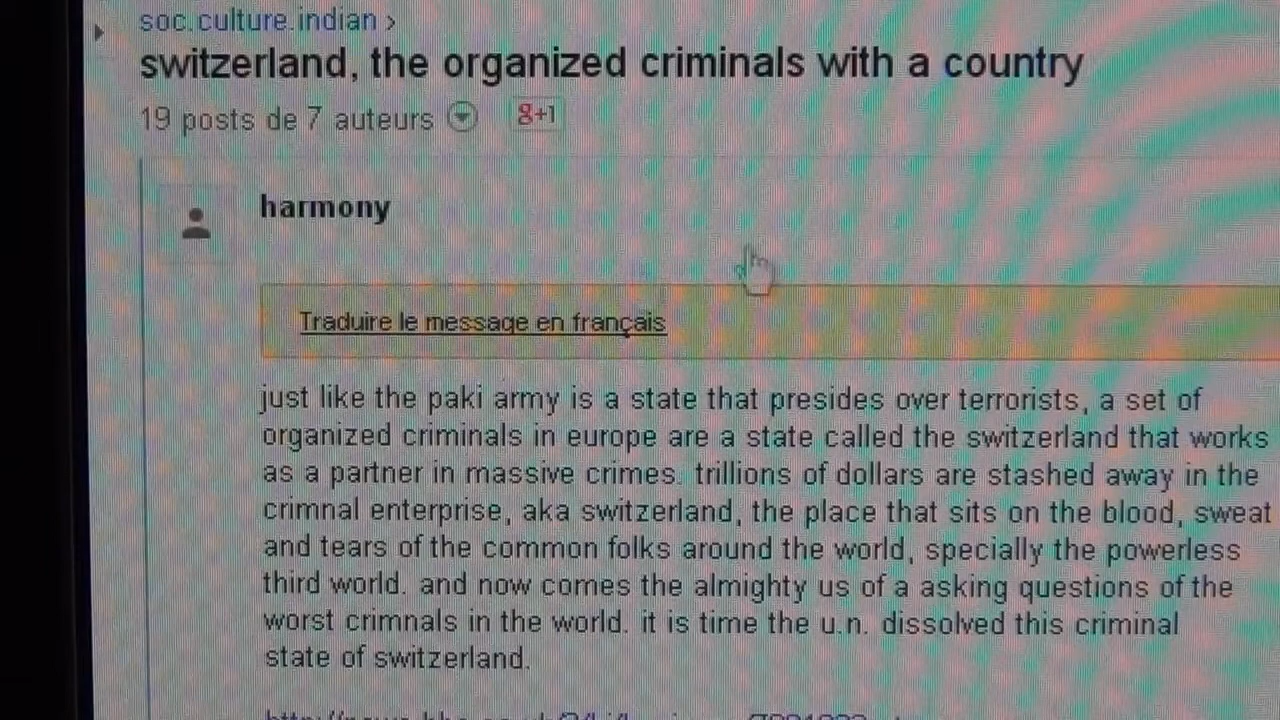 soc.culture.indian ›
switzerland, the organized criminals with a country
19 posts de 7 auteurs
g+1
harmony
Traduire le message en français
just like the paki army is a state that presides over terrorists, a set of
organized criminals in europe are a state called the switzerland that works
as a partner in massive crimes. trillions of dollars are stashed away in the
crimnal enterprise, aka switzerland, the place that sits on the blood, sweat
and tears of the common folks around the world, specially the powerless
third world. and now comes the almighty us of a asking questions of the
worst crimnals in the world. it is time the u.n. dissolved this criminal
state of switzerland.